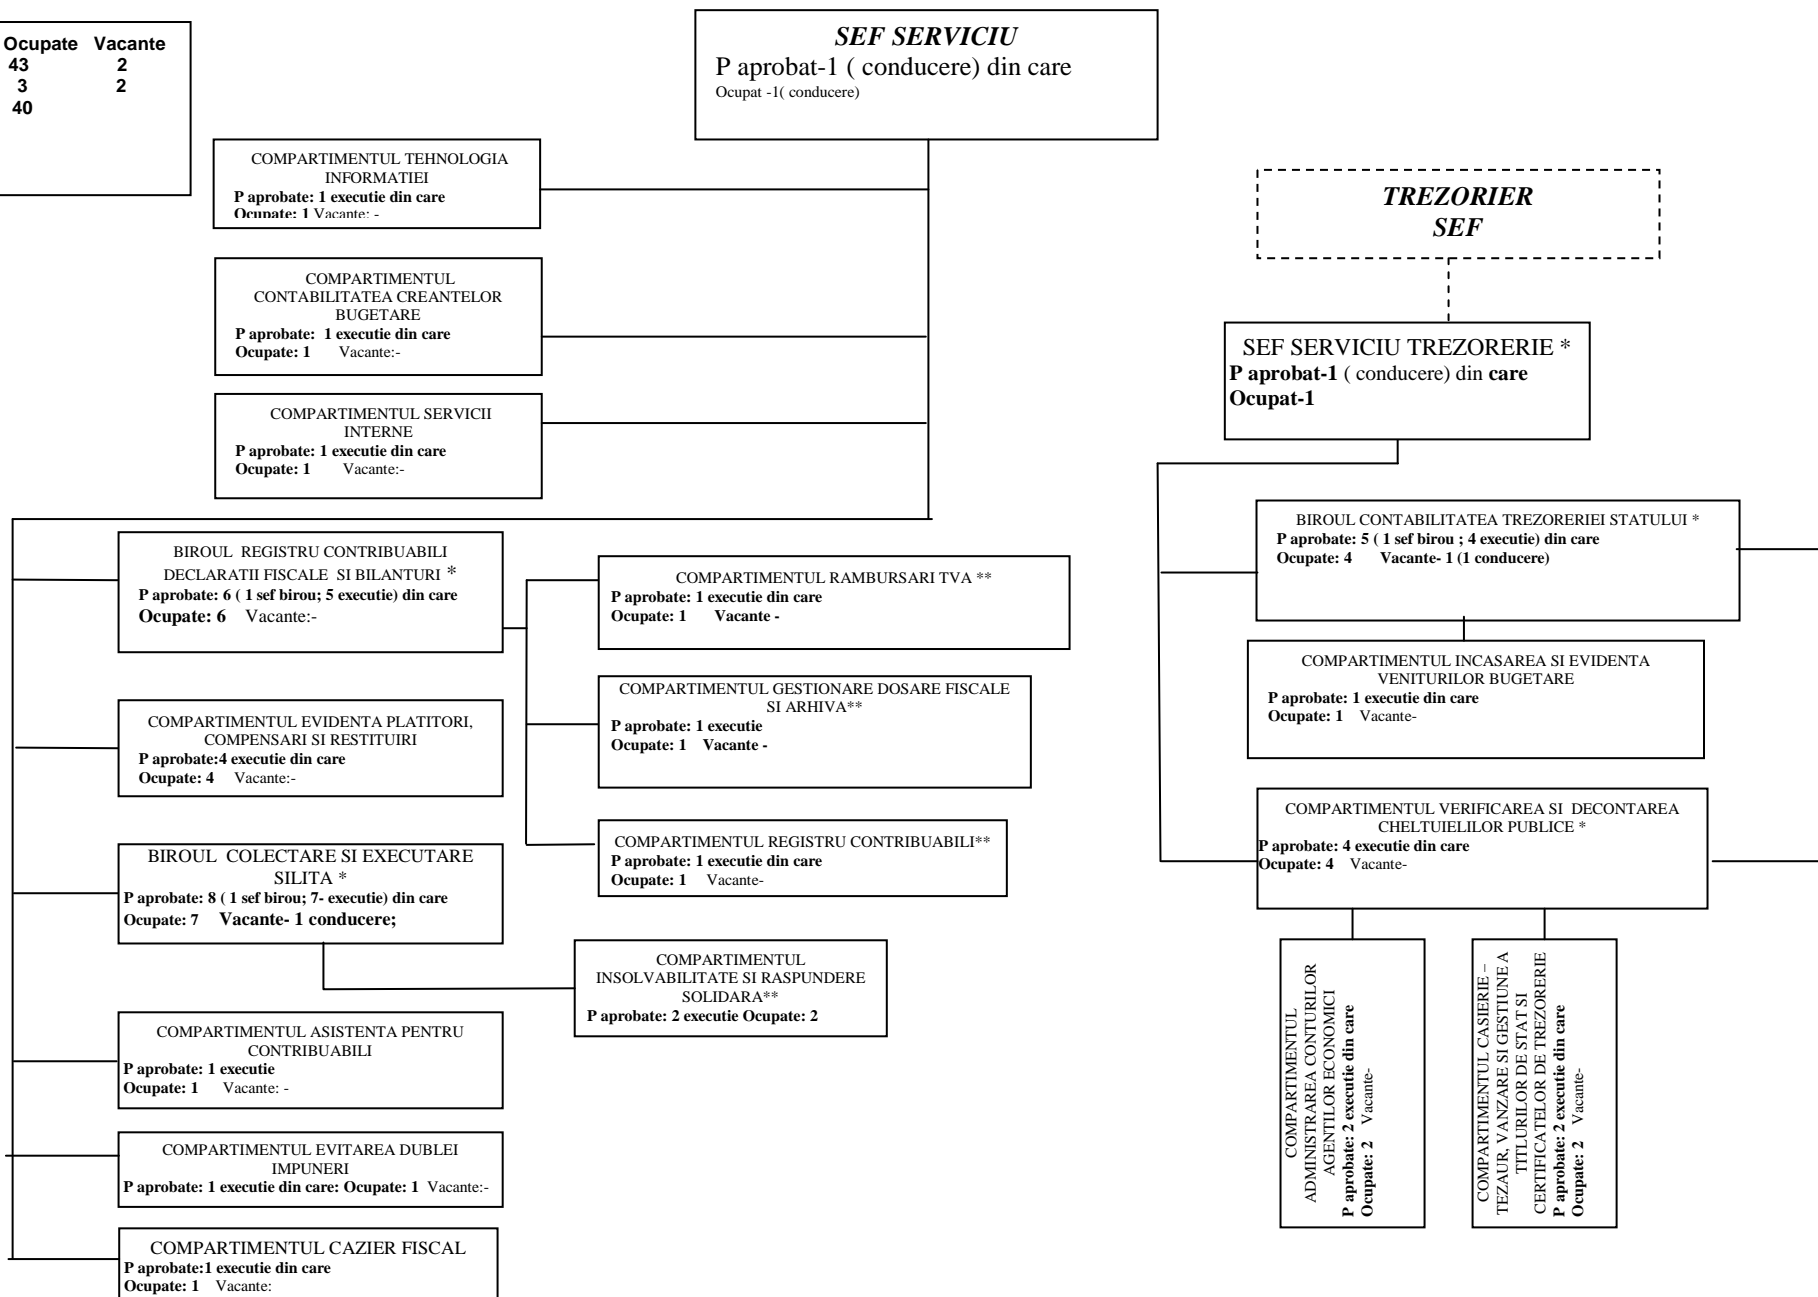 Ocupate Vacante
43 2
3 2
40
SEF SERVICIU
P aprobat-1 ( conducere) din care
Ocupat -1( conducere)
COMPARTIMENTUL TEHNOLOGIA
INFORMATIEI
P aprobate: 1 executie din care
Ocupate: 1 Vacante: -
COMPARTIMENTUL
CONTABILITATEA CREANTELOR
BUGETARE
P aprobate: 1 executie din care
Ocupate: 1 Vacante:-
COMPARTIMENTUL SERVICII
INTERNE
P aprobate: 1 executie din care
Ocupate: 1 Vacante:-
TREZORIER
SEF
SEF SERVICIU TREZORERIE *
P aprobat-1 ( conducere) din care
Ocupat-1
BIROUL REGISTRU CONTRIBUABILI
DECLARATII FISCALE SI BILANTURI *
P aprobate: 6 ( 1 sef birou; 5 executie) din care
Ocupate: 6 Vacante:-
COMPARTIMENTUL EVIDENTA PLATITORI,
COMPENSARI SI RESTITUIRI
P aprobate:4 executie din care
Ocupate: 4 Vacante:-
BIROUL COLECTARE SI EXECUTARE
SILITA *
P aprobate: 8 ( 1 sef birou; 7- executie) din care
Ocupate: 7 Vacante- 1 conducere;
COMPARTIMENTUL ASISTENTA PENTRU
CONTRIBUABILI
P aprobate: 1 executie
Ocupate: 1 Vacante: -
COMPARTIMENTUL EVITAREA DUBLEI
IMPUNERI
P aprobate: 1 executie din care: Ocupate: 1 Vacante:-
COMPARTIMENTUL CAZIER FISCAL
P aprobate:1 executie din care
Ocupate: 1 Vacante:
COMPARTIMENTUL RAMBURSARI TVA **
P aprobate: 1 executie din care
Ocupate: 1 Vacante -
COMPARTIMENTUL GESTIONARE DOSARE FISCALE
SI ARHIVA**
P aprobate: 1 executie
Ocupate: 1 Vacante -
COMPARTIMENTUL REGISTRU CONTRIBUABILI**
P aprobate: 1 executie din care
Ocupate: 1 Vacante-
COMPARTIMENTUL
INSOLVABILITATE SI RASPUNDERE
SOLIDARA**
P aprobate: 2 executie Ocupate: 2
BIROUL CONTABILITATEA TREZORERIEI STATULUI *
P aprobate: 5 ( 1 sef birou ; 4 executie) din care
Ocupate: 4 Vacante- 1 (1 conducere)
COMPARTIMENTUL INCASAREA SI EVIDENTA
VENITURILOR BUGETARE
P aprobate: 1 executie din care
Ocupate: 1 Vacante-
COMPARTIMENTUL VERIFICAREA SI DECONTAREA
CHELTUIELILOR PUBLICE *
P aprobate: 4 executie din care
Ocupate: 4 Vacante-
COMPARTIMENTUL
ADMINISTRAREA CONTURILOR
AGENTILOR ECONOMICI
P aprobate: 2 executie din care
Ocupate: 2 Vacante-
COMPARTIMENTUL CASIERIE –
TEZAUR, VANZARE SI GESTIUNE A
TITLURILOR DE STAT SI
CERTIFICATELOR DE TREZORERIE
P aprobate: 2 executie din care
Ocupate: 2 Vacante-